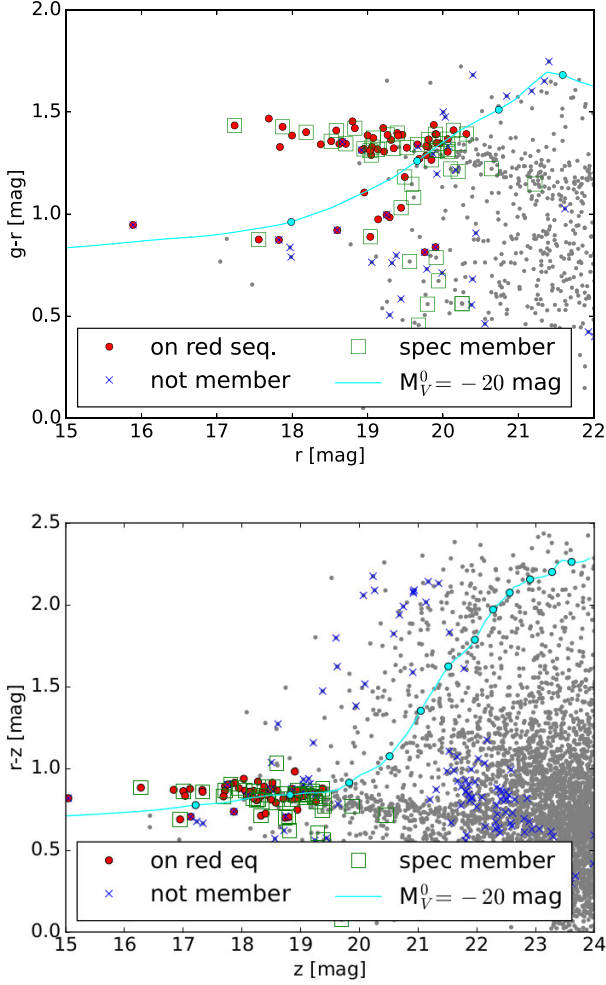 2.0
1.5
1.0
0.5
0.0
g-r [mag]
on red seq.
not member
spec member
M_V^0 = −20 mag
15 16 17 18 19 20 21 22
r [mag]
2.5
2.0
1.5
1.0
0.5
0.0
r-z [mag]
on red eq
not member
spec member
M_V^0 = −20 mag
15 16 17 18 19 20 21 22 23 24
z [mag]